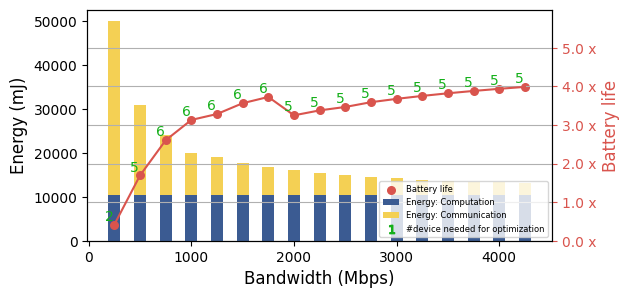 50000
40000
30000
20000
10000
0
Energy (mJ)
2
5
6
6
6
6
6
5
5
5
5
5
5
5
5
5
5
5.0 x
4.0 x
3.0 x
2.0 x
1.0 x
0.0 x
Battery life
Battery life
Energy: Computation
Energy: Communication
1 #device needed for optimization
0
1000
2000
3000
4000
Bandwidth (Mbps)